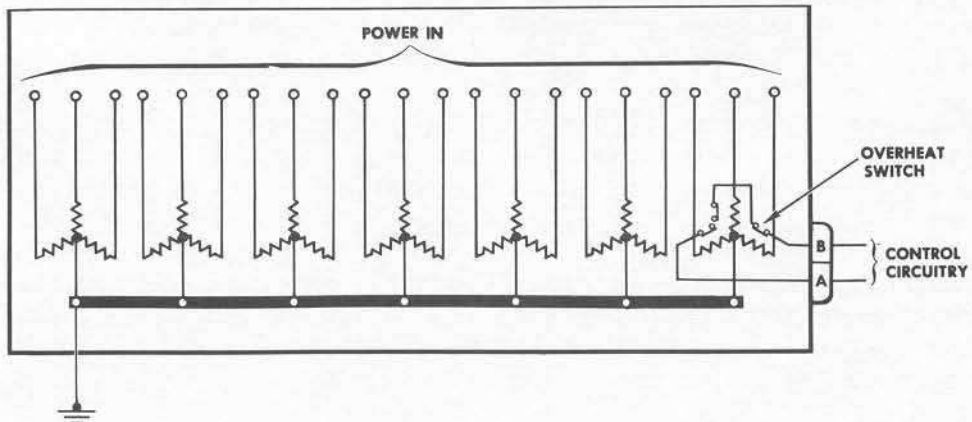 POWER IN
OVERHEAT
SWITCH
B
CONTROL
CIRCUITRY
A